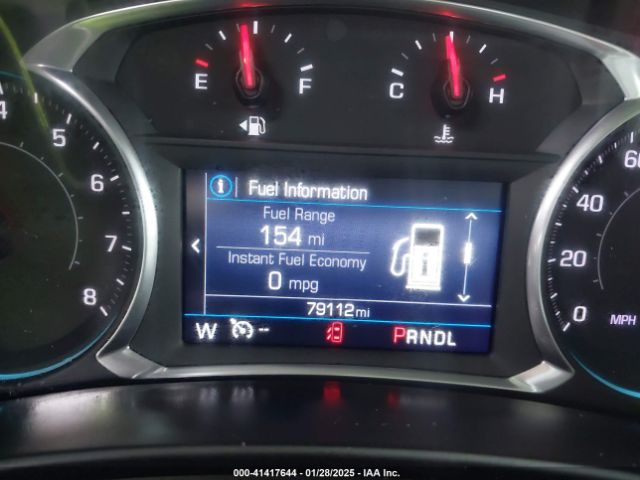 E F
C H
4
5
6
7
8
i Fuel Information
Fuel Range
154 mi
Instant Fuel Economy
0 mpg
79112mi
W -- PRNDL
60
40
20
0
MPH
000-41417644 - 01/28/2025 - IAA Inc.